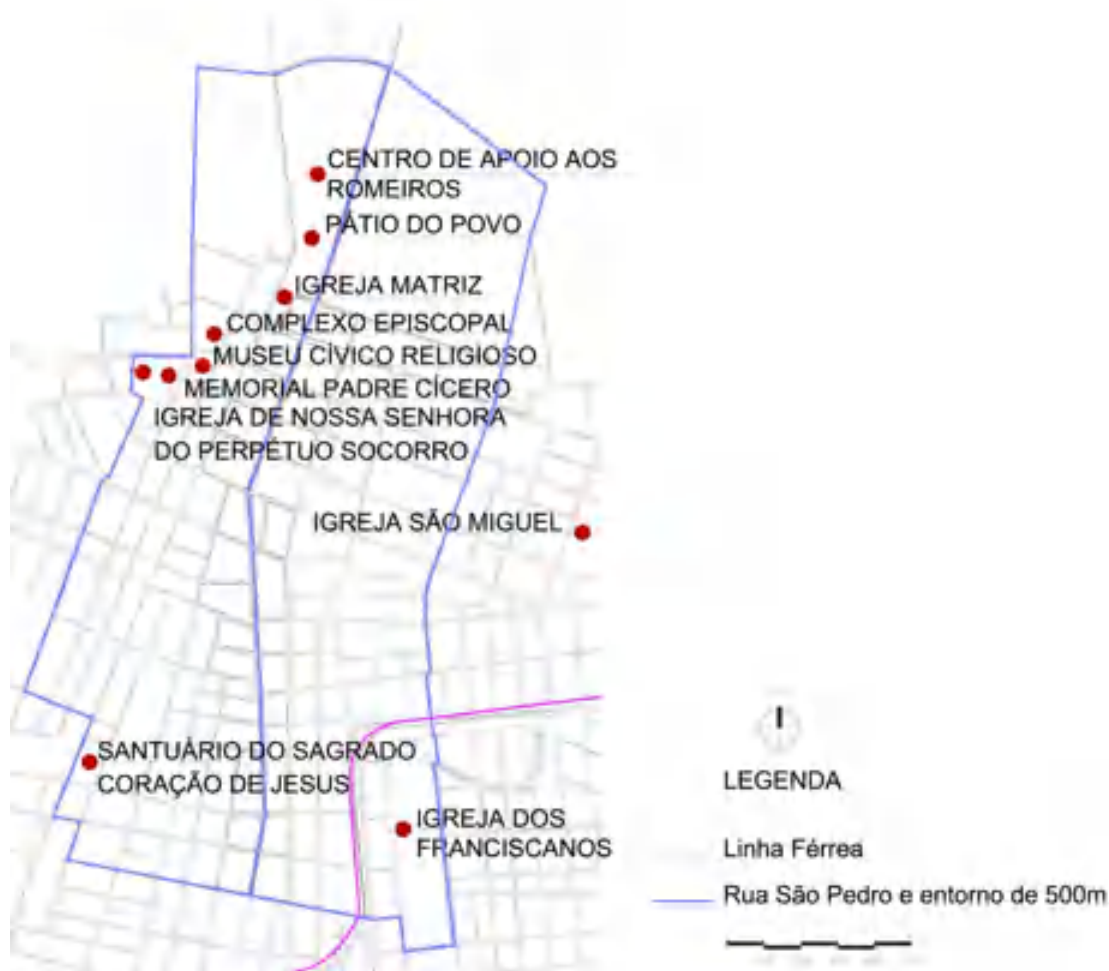 CENTRO DE APOIO AOS
ROMEIROS
PÁTIO DO POVO
IGREJA MATRIZ
COMPLEXO EPISCOPAL
MUSEU CÍVICO RELIGIOSO
MEMORIAL PADRE CÍCERO
IGREJA DE NOSSA SENHORA
DO PERPÉTUO SOCORRO
IGREJA SÃO MIGUEL
SANTUÁRIO DO SAGRADO
CORAÇÃO DE JESUS
IGREJA DOS
FRANCISCANOS
LEGENDA
Linha Férrea
Rua São Pedro e entorno de 500m